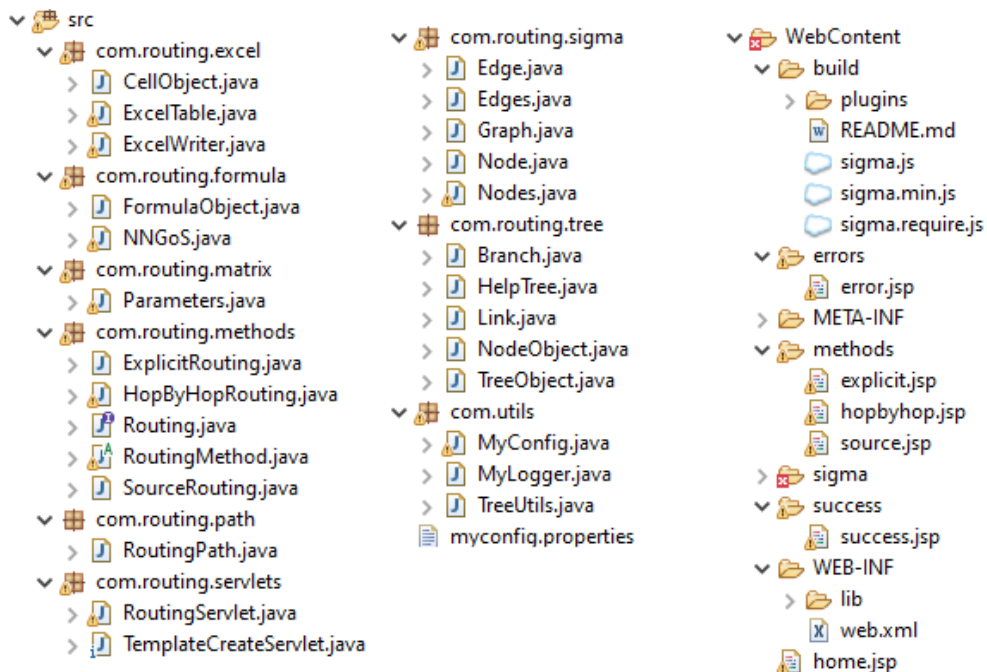 src
com.routing.excel
CellObject.java
ExcelTable.java
ExcelWriter.java
com.routing.formula
FormulaObject.java
NNGoS.java
com.routing.matrix
Parameters.java
com.routing.methods
ExplicitRouting.java
HopByHopRouting.java
Routing.java
RoutingMethod.java
SourceRouting.java
com.routing.path
RoutingPath.java
com.routing.servlets
RoutingServlet.java
TemplateCreateServlet.java
com.routing.sigma
Edge.java
Edges.java
Graph.java
Node.java
Nodes.java
com.routing.tree
Branch.java
HelpTree.java
Link.java
NodeObject.java
TreeObject.java
com.utils
MyConfig.java
MyLogger.java
TreeUtils.java
myconfig.properties
WebContent
build
plugins
README.md
sigma.js
sigma.min.js
sigma.require.js
errors
error.jsp
META-INF
methods
explicit.jsp
hopbyhop.jsp
source.jsp
sigma
success
success.jsp
WEB-INF
lib
web.xml
home.jsp